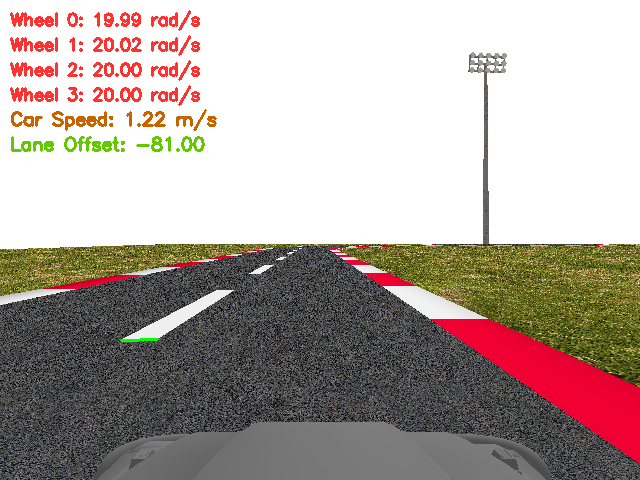 Wheel 0: 19.99 rad/s
Wheel 1: 20.02 rad/s
Wheel 2: 20.00 rad/s
Wheel 3: 20.00 rad/s
Car Speed: 1.22 m/s
Lane Offset: -81.00